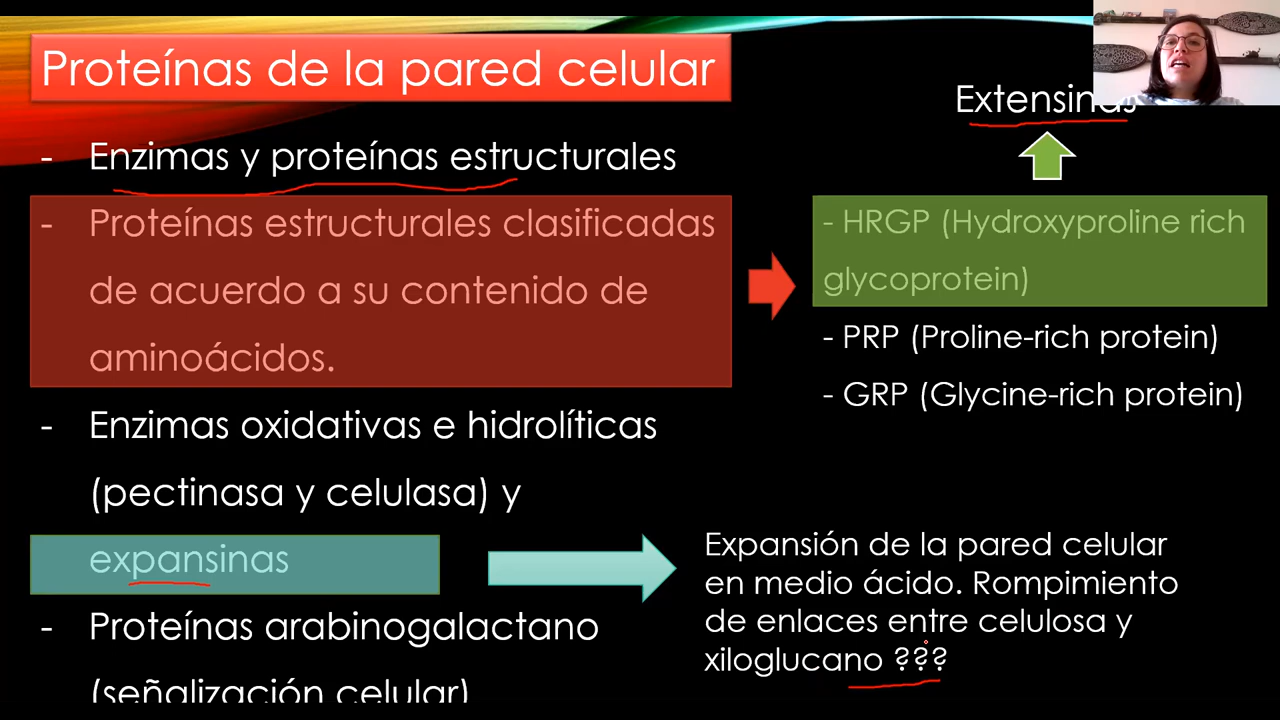 Proteínas de la pared celular
- Enzimas y proteínas estructurales
- Proteínas estructurales clasificadas
de acuerdo a su contenido de
aminoácidos.
- Enzimas oxidativas e hidrolíticas
(pectinasa y celulasa) y
expansinas
- Proteínas arabinogalactano
(señalización celular)
Extensinas
- HRGP (Hydroxyproline rich
glycoprotein)
- PRP (Proline-rich protein)
- GRP (Glycine-rich protein)
Expansión de la pared celular
en medio ácido. Rompimiento
de enlaces entre celulosa y
xiloglucano ???